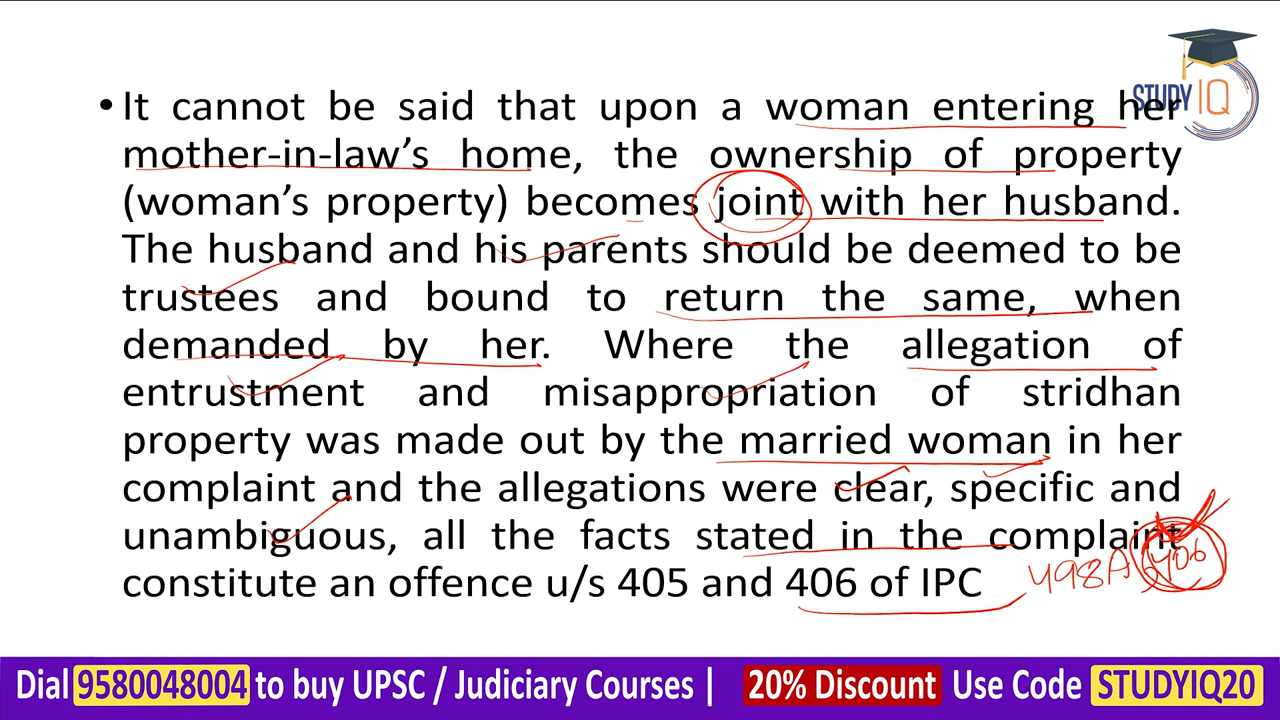 STUDY IQ
• It cannot be said that upon a woman entering her
mother-in-law’s home, the ownership of property
(woman’s property) becomes joint with her husband.
The husband and his parents should be deemed to be
trustees and bound to return the same, when
demanded by her. Where the allegation of
entrustment and misappropriation of stridhan
property was made out by the married woman in her
complaint and the allegations were clear, specific and
unambiguous, all the facts stated in the complaint
constitute an offence u/s 405 and 406 of IPC
498A 406
Dial 9580048004 to buy UPSC / Judiciary Courses | 20% Discount Use Code STUDYIQ20